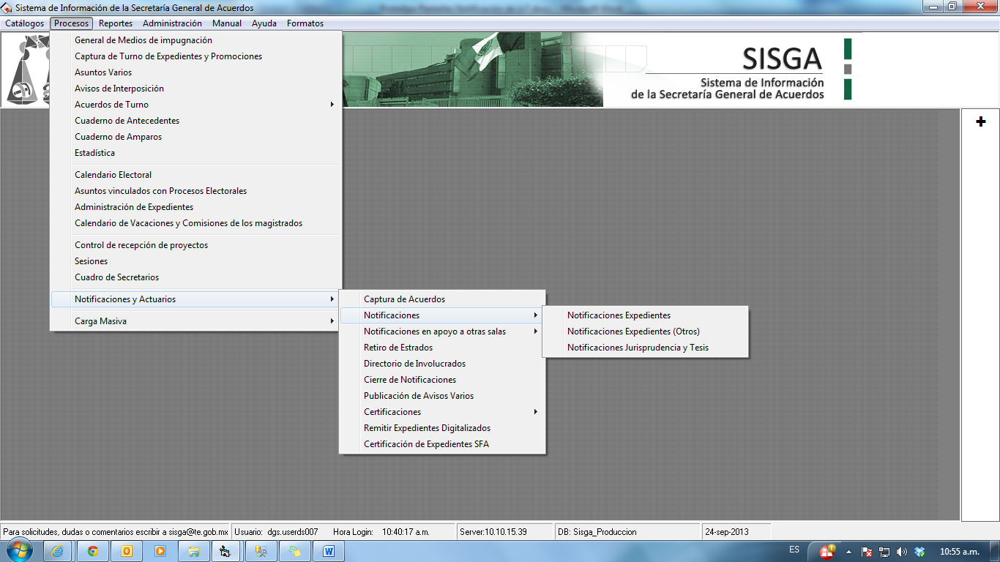 Sistema de Información de la Secretaría General de Acuerdos
Catálogos Procesos Reportes Administración Manual Ayuda Formatos
General de Medios de impugnación
Captura de Turno de Expedientes y Promociones
Asuntos Varios
Avisos de Interposición
Acuerdos de Turno
Cuaderno de Antecedentes
Cuaderno de Amparos
Estadística
Calendario Electoral
Asuntos vinculados con Procesos Electorales
Administración de Expedientes
Calendario de Vacaciones y Comisiones de los magistrados
Control de recepción de proyectos
Sesiones
Cuadro de Secretarios
Notificaciones y Actuarios
Carga Masiva
Captura de Acuerdos
Notificaciones
Notificaciones en apoyo a otras salas
Retiro de Estrados
Directorio de Involucrados
Cierre de Notificaciones
Publicación de Avisos Varios
Certificaciones
Remitir Expedientes Digitalizados
Certificación de Expedientes SFA
Notificaciones Expedientes
Notificaciones Expedientes (Otros)
Notificaciones Jurisprudencia y Tesis
SISGA
Sistema de Información
de la Secretaría General de Acuerdos
Para solicitudes, dudas o comentarios escribir a sisga@te.gob.mx Usuario: dgs.userds007 Hora Login: 10:40:17 a.m. Server:10.10.15.39 DB: Sisga_Produccion 24-sep-2013
ES 10:55 a.m.